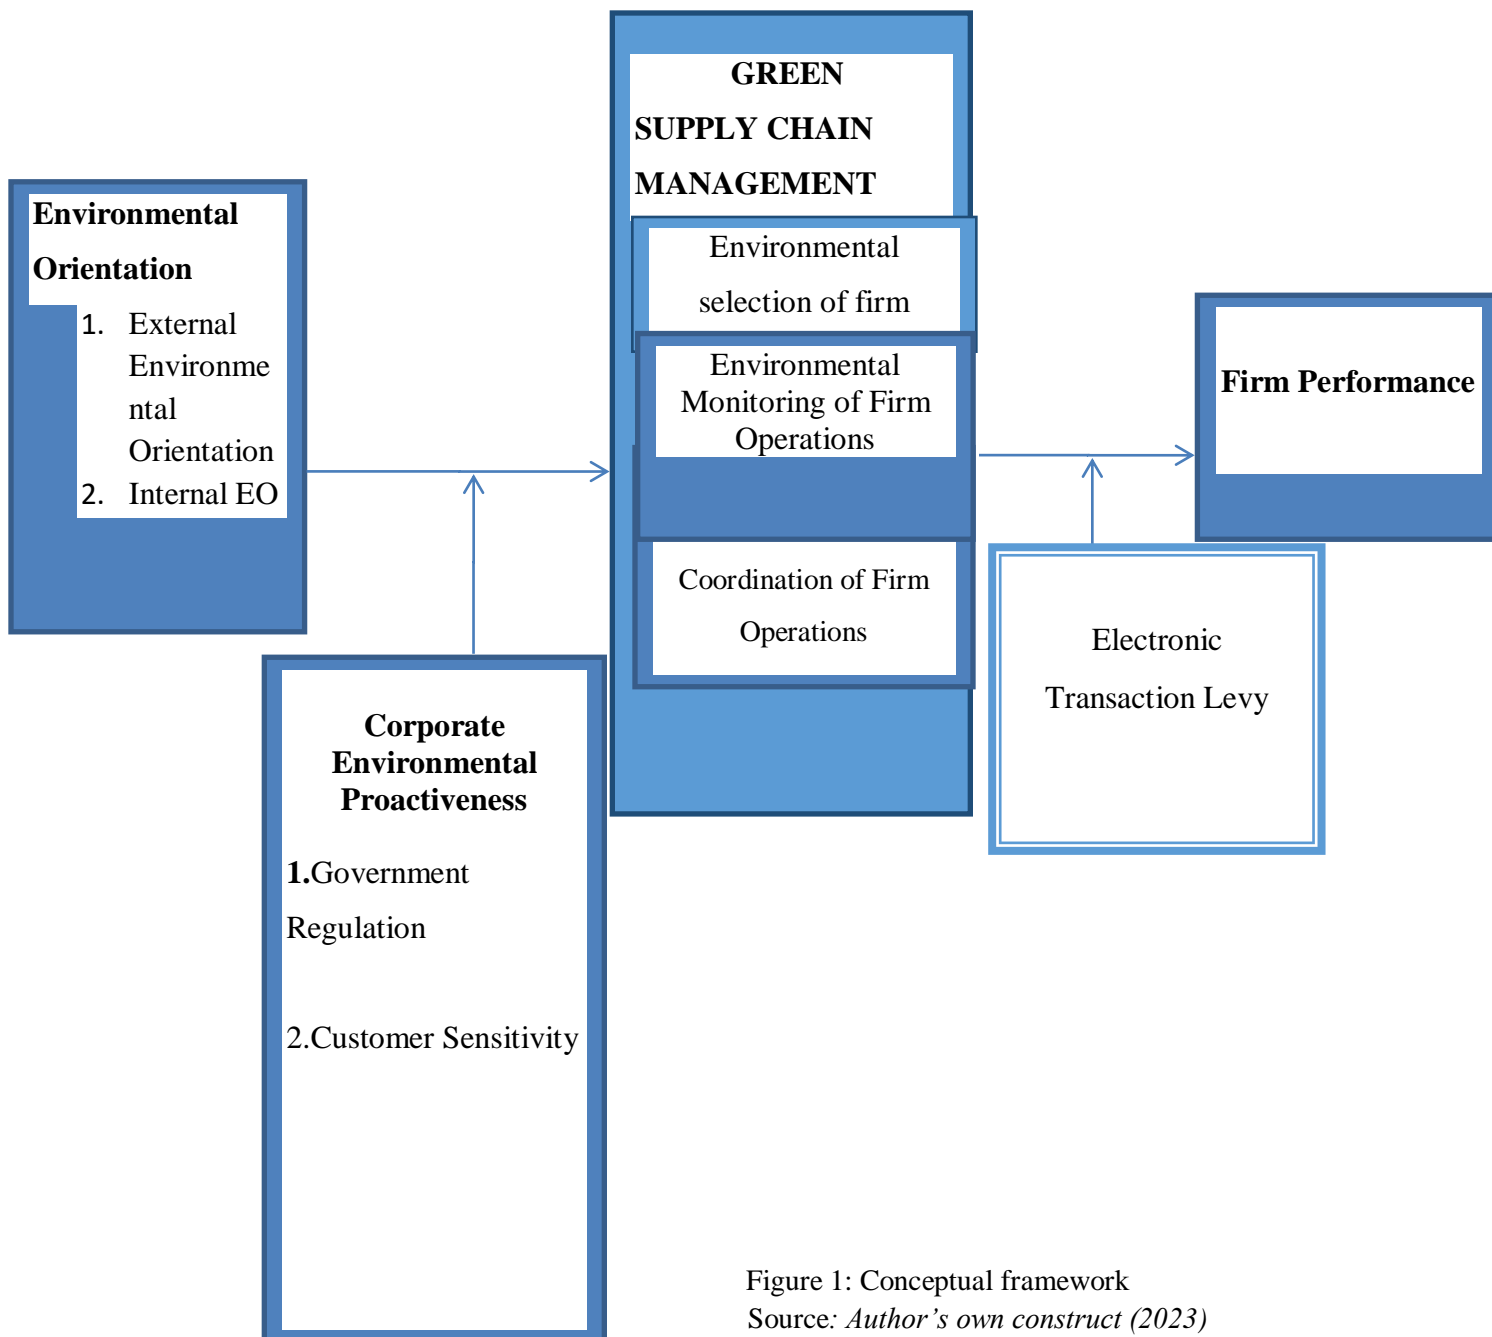 Environmental
Orientation
1. External
Environme
ntal
Orientation
2. Internal EO
Corporate
Environmental
Proactiveness
1.Government
Regulation
2.Customer Sensitivity
GREEN
SUPPLY CHAIN
MANAGEMENT
Environmental
selection of firm
Environmental
Monitoring of Firm
Operations
Coordination of Firm
Operations
Electronic
Transaction Levy
Firm Performance
Figure 1: Conceptual framework
Source: Author’s own construct (2023)